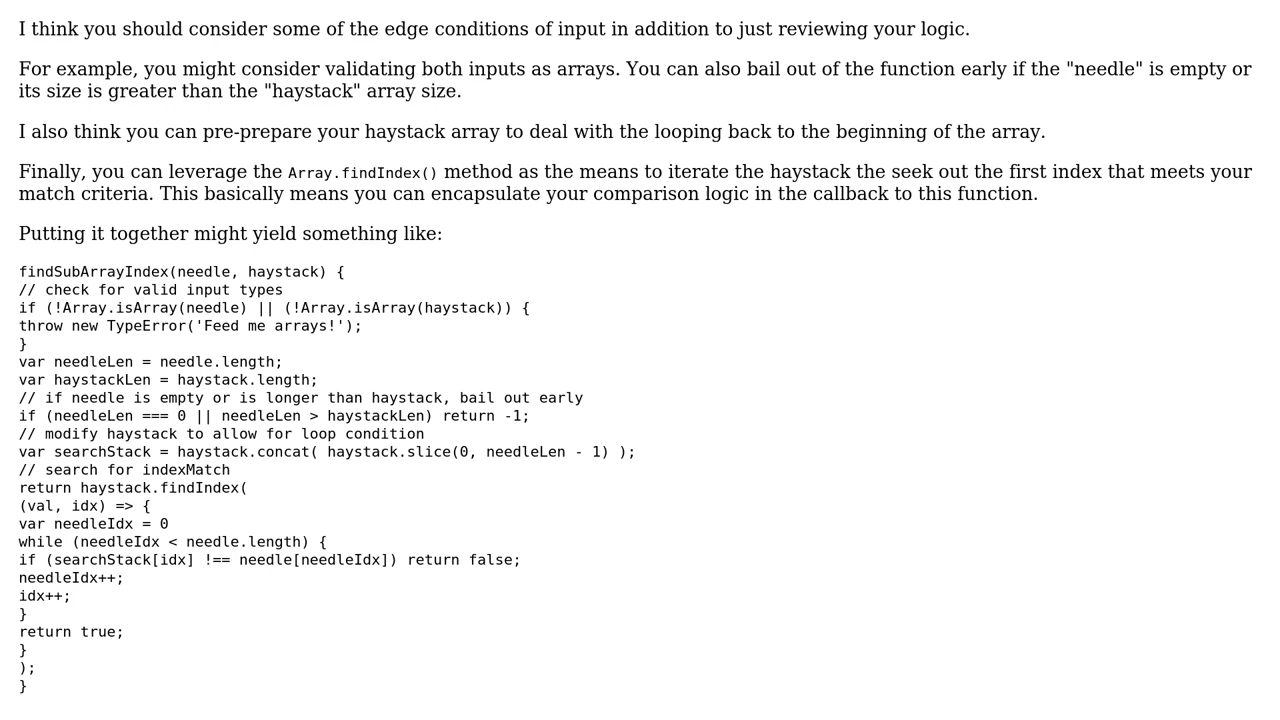 I think you should consider some of the edge conditions of input in addition to just reviewing your logic.
For example, you might consider validating both inputs as arrays. You can also bail out of the function early if the "needle" is empty or
its size is greater than the "haystack" array size.
I also think you can pre-prepare your haystack array to deal with the looping back to the beginning of the array.
Finally, you can leverage the Array.findIndex() method as the means to iterate the haystack the seek out the first index that meets your
match criteria. This basically means you can encapsulate your comparison logic in the callback to this function.
Putting it together might yield something like:
findSubArrayIndex(needle, haystack) {
// check for valid input types
if (!Array.isArray(needle) || (!Array.isArray(haystack)) {
throw new TypeError('Feed me arrays!');
}
var needleLen = needle.length;
var haystackLen = haystack.length;
// if needle is empty or is longer than haystack, bail out early
if (needleLen === 0 || needleLen > haystackLen) return -1;
// modify haystack to allow for loop condition
var searchStack = haystack.concat( haystack.slice(0, needleLen - 1) );
// search for indexMatch
return haystack.findIndex(
(val, idx) => {
var needleIdx = 0
while (needleIdx < needle.length) {
if (searchStack[idx] !== needle[needleIdx]) return false;
needleIdx++;
idx++;
}
return true;
}
);
}